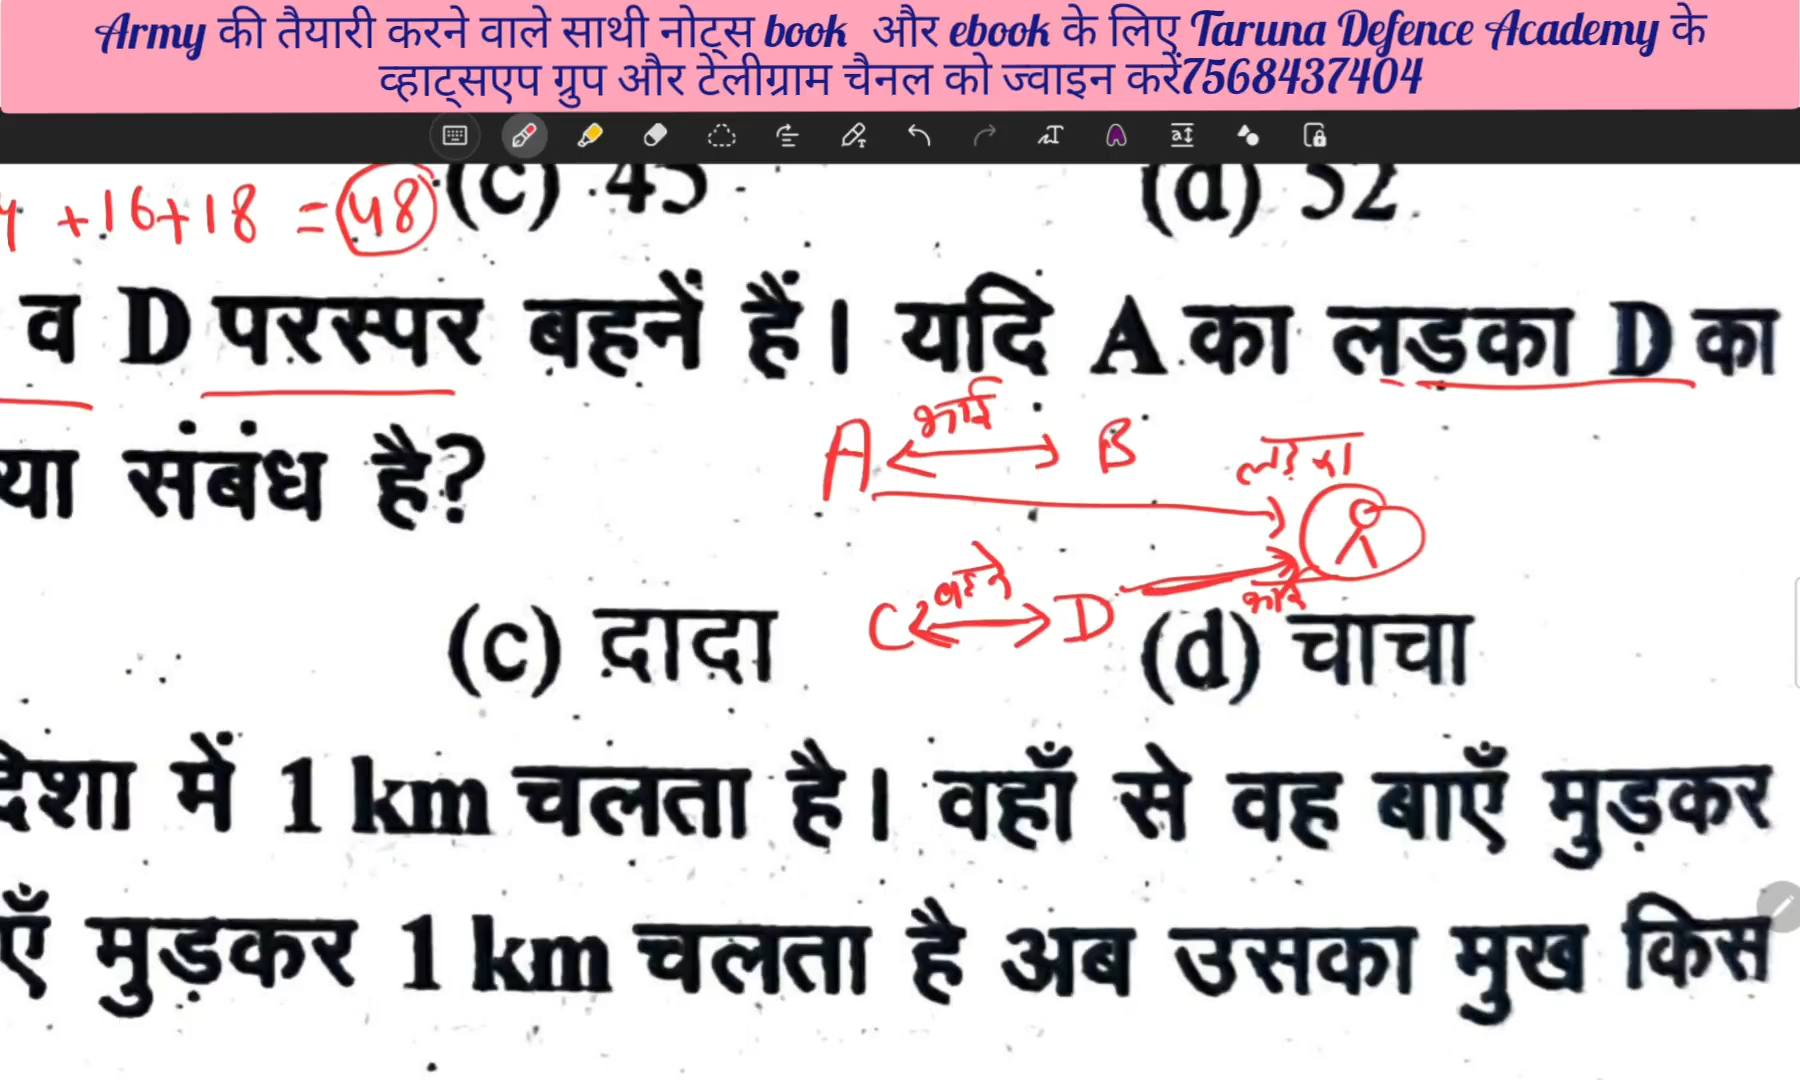 Army की तैयारी करने वाले साथी नोट्स book और ebook के लिए Taruna Defence Academy के
व्हाट्सएप ग्रुप और टेलीग्राम चैनल को ज्वाइन करें7568437404
+16+18 = 48 (c) 45 (d) 52
व D परस्पर बहनें हैं। यदि A का लडका D का
A भाई B लड़का
या संबंध है?
C बहने D भाई
(c) दादा (d) चाचा
देशा में 1 km चलता है। वहाँ से वह बाएँ मुड़कर
एँ मुड़कर 1 km चलता है अब उसका मुख किस